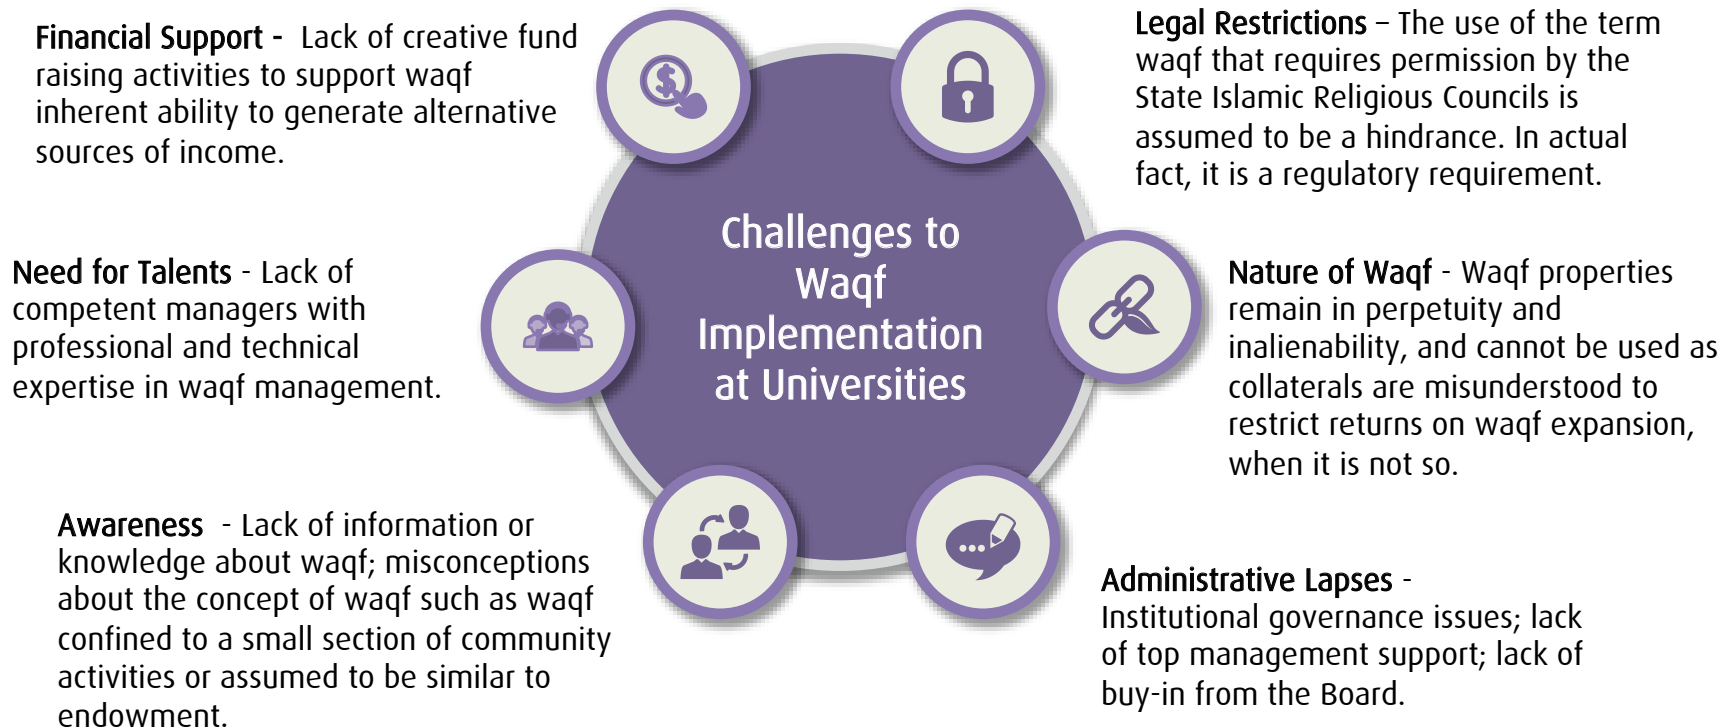 Financial Support - Lack of creative fund
raising activities to support waqf
inherent ability to generate alternative
sources of income.
Legal Restrictions – The use of the term
waqf that requires permission by the
State Islamic Religious Councils is
assumed to be a hindrance. In actual
fact, it is a regulatory requirement.
Challenges to
Waqf
Implementation
at Universities
Need for Talents - Lack of
competent managers with
professional and technical
expertise in waqf management.
Nature of Waqf - Waqf properties
remain in perpetuity and
inalienability, and cannot be used as
collaterals are misunderstood to
restrict returns on waqf expansion,
when it is not so.
Awareness - Lack of information or
knowledge about waqf; misconceptions
about the concept of waqf such as waqf
confined to a small section of community
activities or assumed to be similar to
endowment.
Administrative Lapses -
Institutional governance issues; lack
of top management support; lack of
buy-in from the Board.